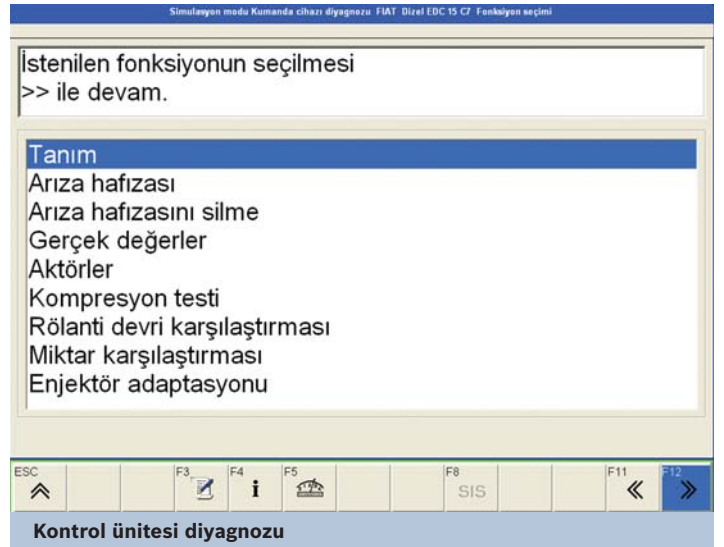 Simulasyon modu Kumanda cihazı diyagnozu FIAT Dizel EDC 15 C7 Fonksiyon seçimi
İstenilen fonksiyonun seçilmesi
>> ile devam.
Tanım
Arıza hafızası
Arıza hafızasını silme
Gerçek değerler
Aktörler
Kompresyon testi
Rölanti devri karşılaştırması
Miktar karşılaştırması
Enjektör adaptasyonu
ESC F3 F4 F5 F8 F11 F12
i SIS
Kontrol ünitesi diyagnozu